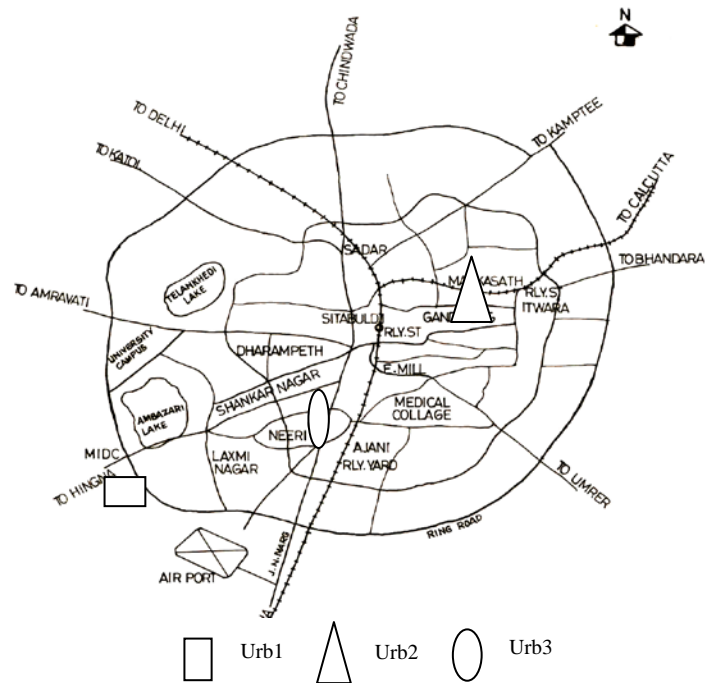 N
TO CHINDWADA
TO DELHI
TO KAMPTEE
TO KATOL
TO CALCUTTA
SADAR
TO BHANDARA
TELANKHEDI
LAKE
RLY.ST
ITWARA
TO AMRAVATI
SITABULDI
RLY.ST
UNIVERSITY
CAMPUS
DHARAMPETH
E-MILL
SHANKAR NAGAR
MEDICAL
COLLAGE
AMBAZARI
LAKE
NEERI
MIDC
LAXMI
NAGAR
AJANI
RLY.YARD
TO HINGNA
TO UMRER
RING ROAD
J.N.NARG
AIR PORT
Urb1
Urb2
Urb3